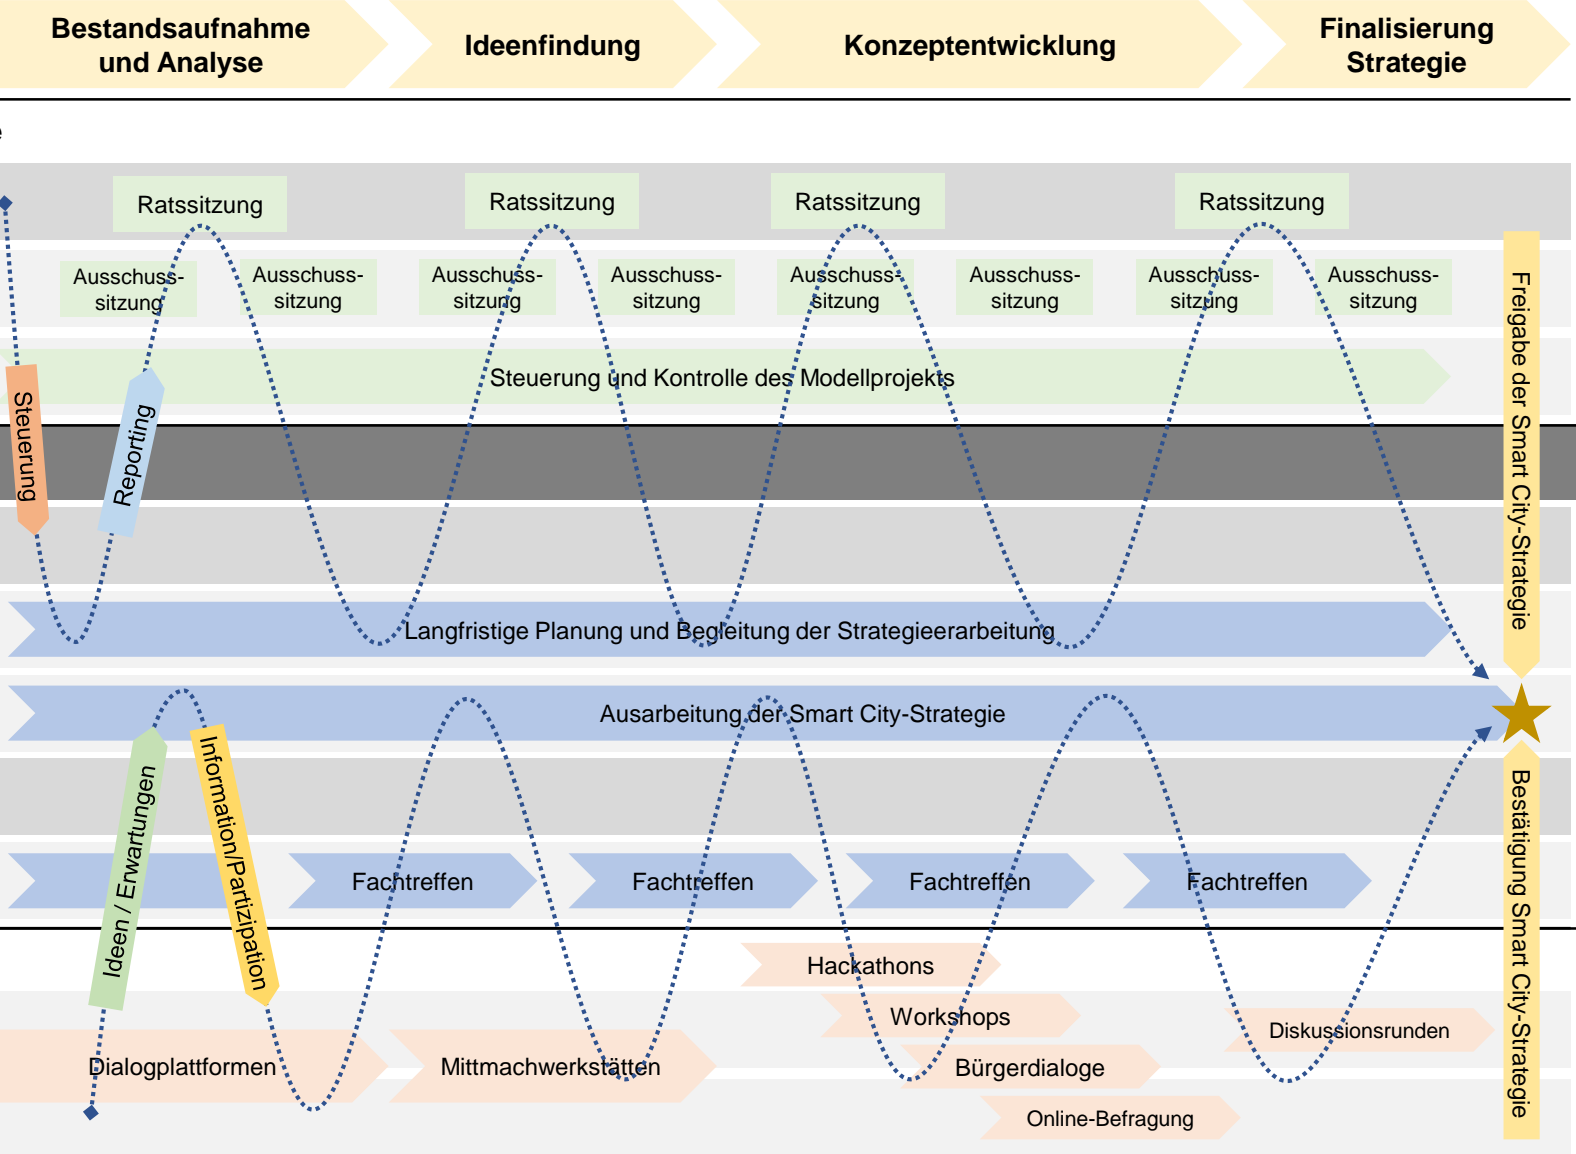 Bestandsaufnahme
und Analyse
Ideenfindung
Konzeptentwicklung
Finalisierung
Strategie
e
Ratssitzung
Ratssitzung
Ratssitzung
Ratssitzung
Ausschuss-
sitzung
Ausschuss-
sitzung
Ausschuss-
sitzung
Ausschuss-
sitzung
Ausschuss-
sitzung
Ausschuss-
sitzung
Ausschuss-
sitzung
Ausschuss-
sitzung
Steuerung und Kontrolle des Modellprojekts
Steuerung
Reporting
Freigabe der Smart City-Strategie
Langfristige Planung und Begleitung der Strategieerarbeitung
Ausarbeitung der Smart City-Strategie
Ideen / Erwartungen
Information/Partizipation
Fachtreffen
Fachtreffen
Fachtreffen
Fachtreffen
Bestätigung Smart City-Strategie
Hackathons
Workshops
Diskussionsrunden
Dialogplattformen
Mittmachwerkstätten
Bürgerdialoge
Online-Befragung